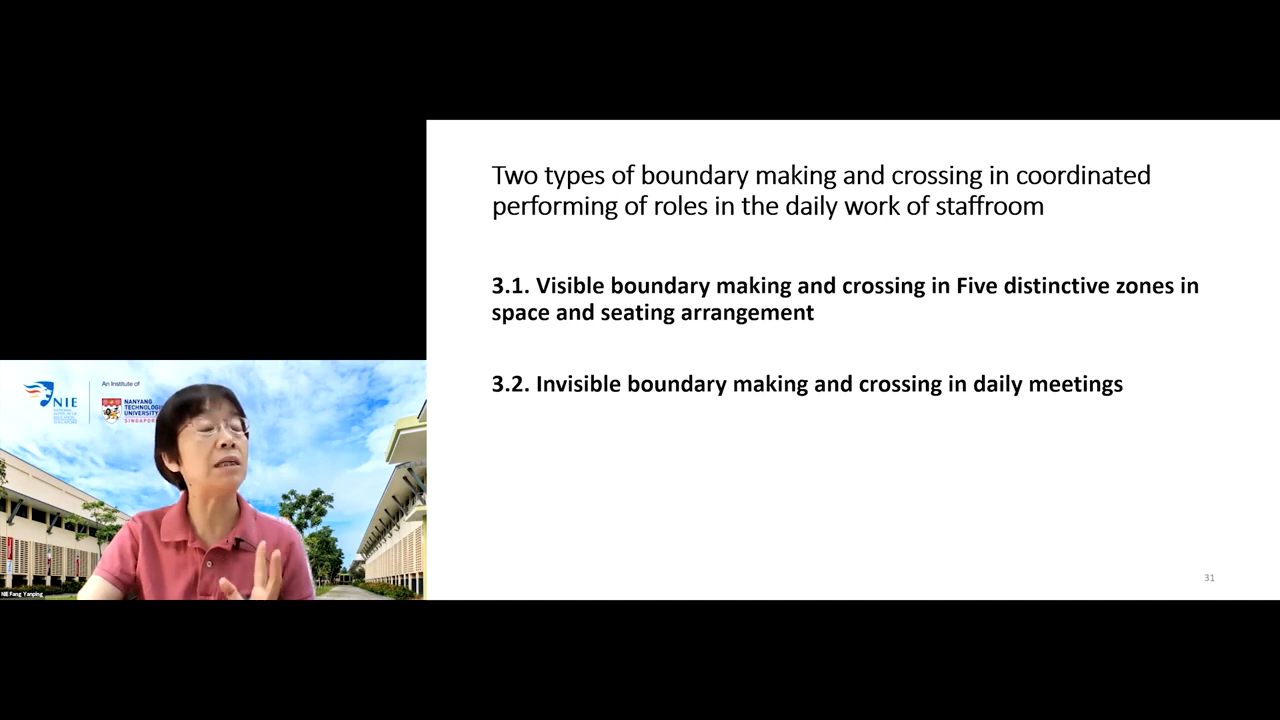 Two types of boundary making and crossing in coordinated
performing of roles in the daily work of staffroom
3.1. Visible boundary making and crossing in Five distinctive zones in
space and seating arrangement
3.2. Invisible boundary making and crossing in daily meetings
31
NIE
An Institute of
NANYANG
TECHNOLOGI
UNIVERSITY
SINGAPOR
NIE Fang Yanping